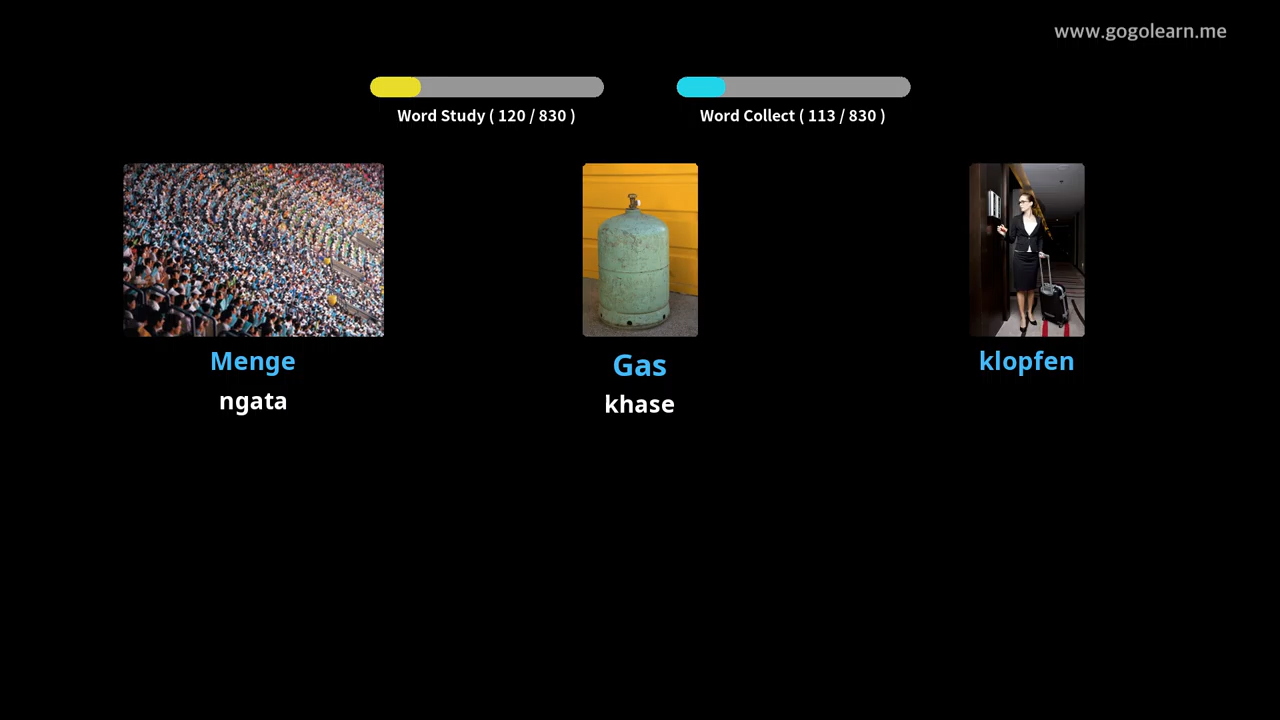 www.gogolearn.me
Word Study ( 120 / 830 )
Word Collect ( 113 / 830 )
Menge
ngata
Gas
khase
klopfen